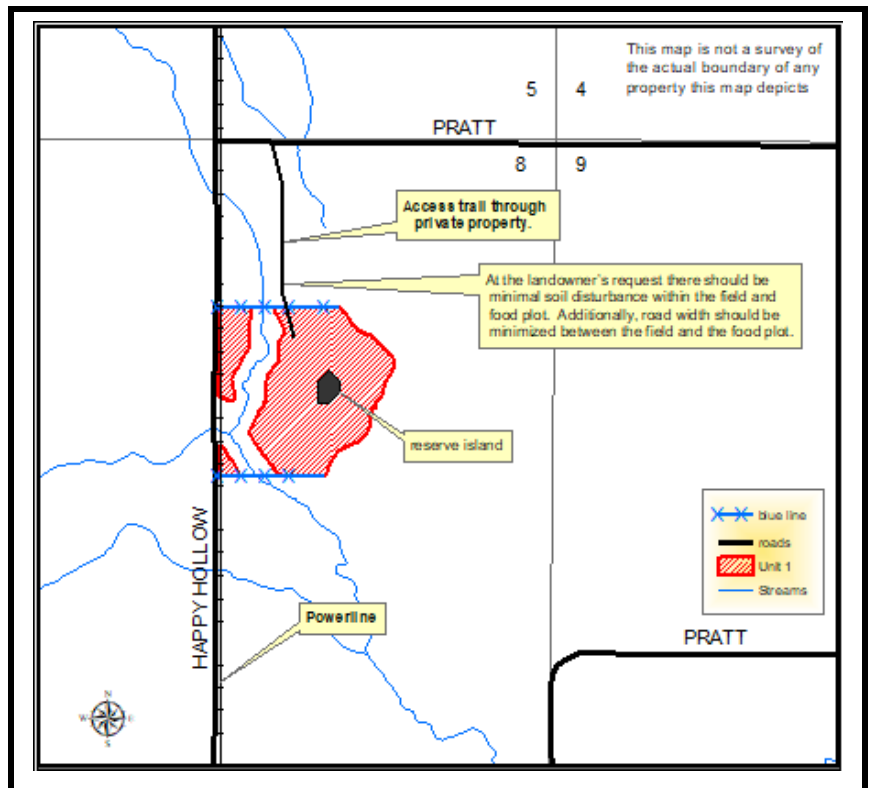 This map is not a survey of
the actual boundary of any
property this map depicts
5 4
PRATT
8 9
Access trail through
private property.
At the landowner's request there should be
minimal soil disturbance within the field and
food plot. Additionally, road width should be
minimized between the field and the food plot.
reserve island
blue line
roads
Unit 1
Streams
HAPPY HOLLOW
Powerline
PRATT
N
W E
S